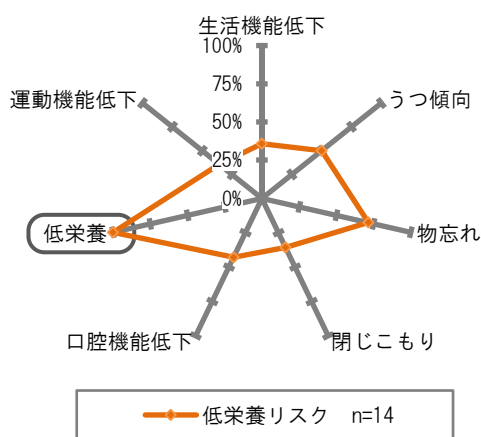 生活機能低下
100%
75%
50%
25%
0%
うつ傾向
物忘れ
閉じこもり
口腔機能低下
低栄養
運動機能低下
低栄養リスク n=14